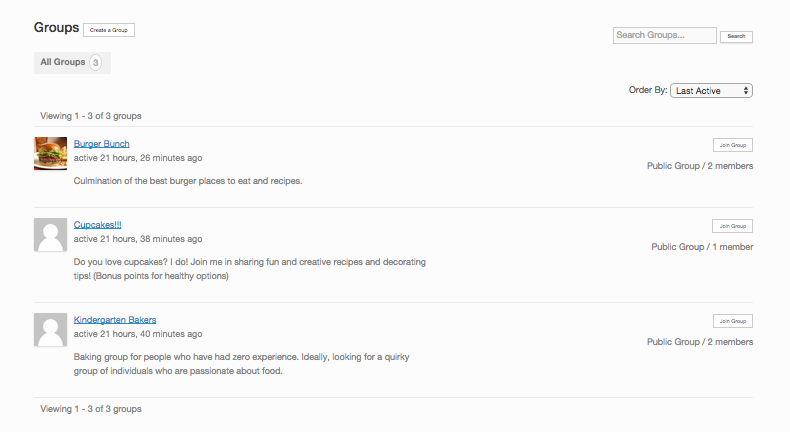 Groups Create a Group
Search Groups... Search
All Groups 3
Order By: Last Active
Viewing 1 - 3 of 3 groups
Burger Bunch
Join Group
active 21 hours, 26 minutes ago
Public Group / 2 members
Culmination of the best burger places to eat and recipes.
Cupcakes!!!
Join Group
active 21 hours, 38 minutes ago
Public Group / 1 member
Do you love cupcakes? I do! Join me in sharing fun and creative recipes and decorating
tips! (Bonus points for healthy options)
Kindergarten Bakers
Join Group
active 21 hours, 40 minutes ago
Public Group / 2 members
Baking group for people who have had zero experience. Ideally, looking for a quirky
group of individuals who are passionate about food.
Viewing 1 - 3 of 3 groups